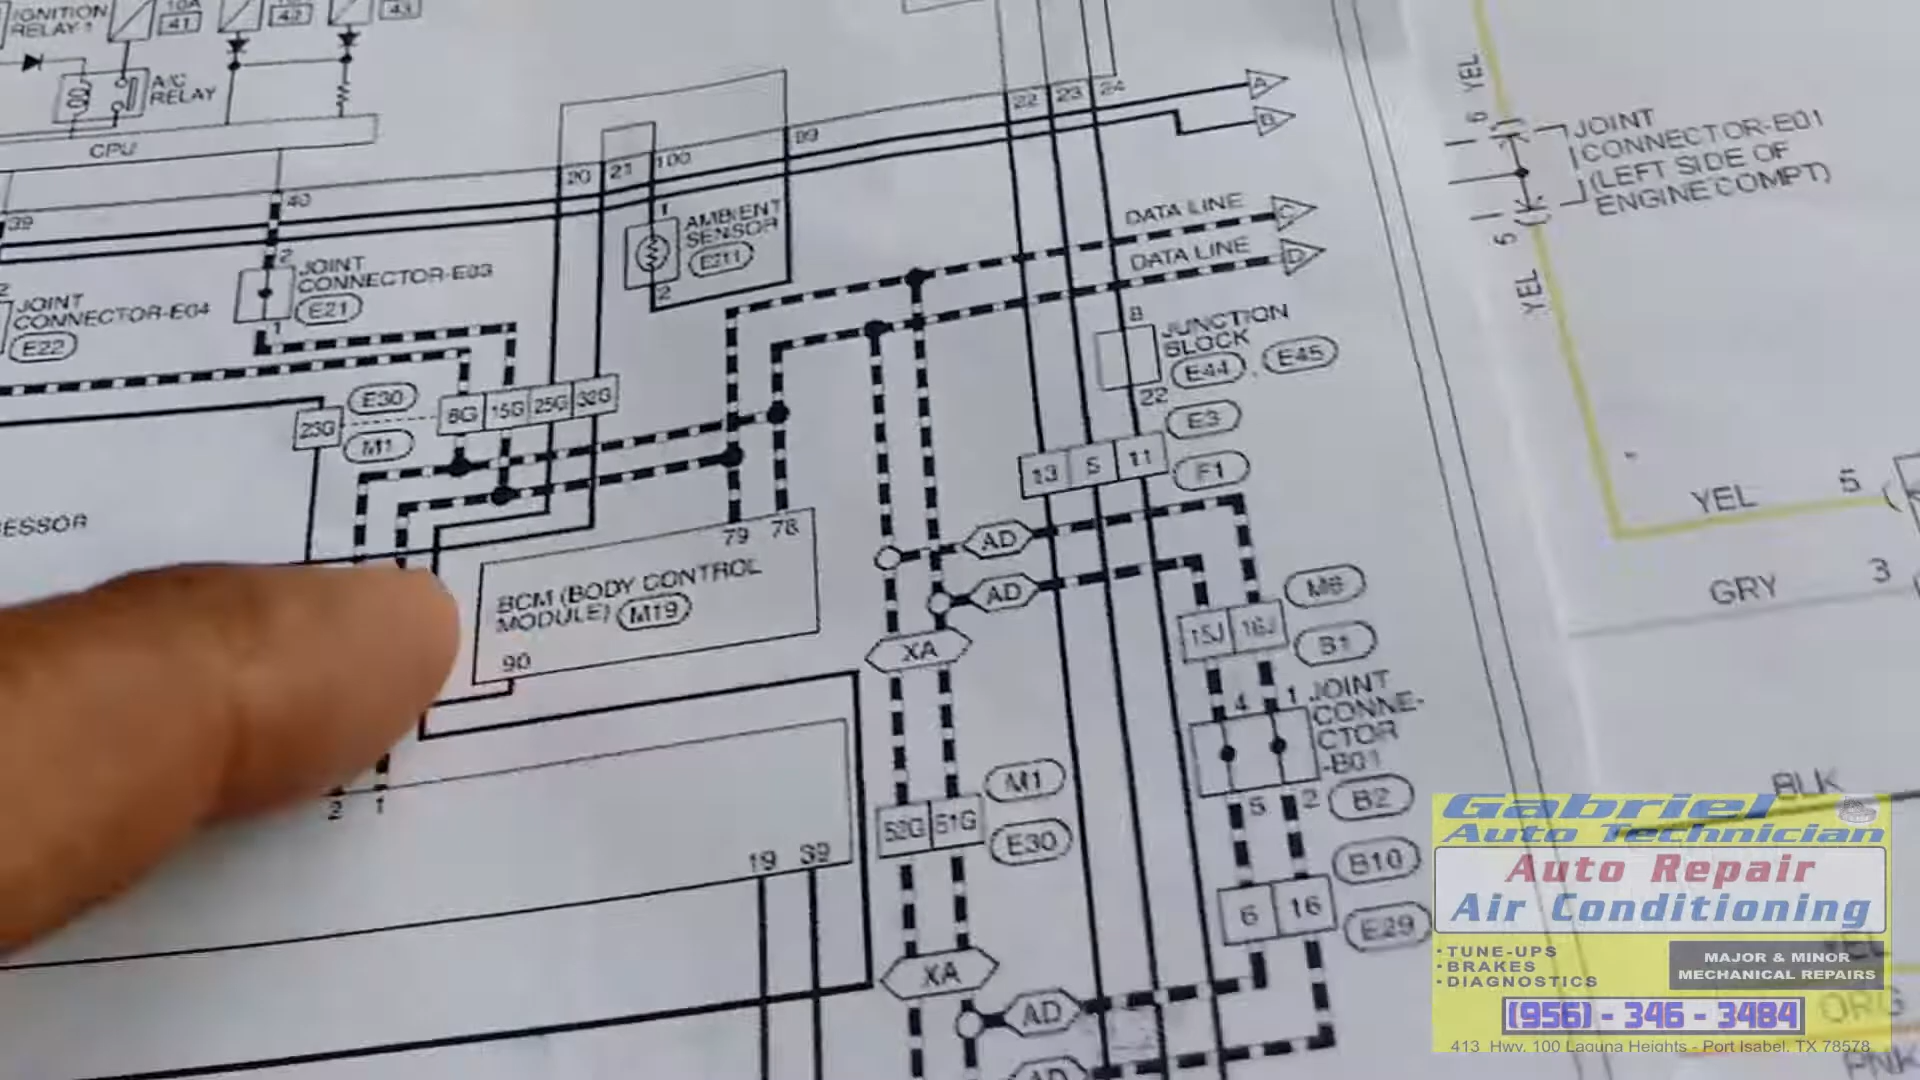 IGNITION
RELAY-1
10A
41
42
43
A/C
RELAY
CPU
39
40
20
21
100
99
22
23
24
A
B
1
AMBIENT
SENSOR
E211
2
DATA LINE
C
DATA LINE
D
2
JOINT
CONNECTOR-E03
E21
1
2
JOINT
CONNECTOR-E04
E22
8
JUNCTION
BLOCK
E44 , E45
22
E30
23G
M1
6G
15G
25G
32G
E3
13
5
11
F1
ESSOR
79
78
BCM (BODY CONTROL
MODULE) M19
90
AD
AD
XA
M6
15J
16J
B1
4
1
JOINT
CONNE-
CTOR
-B01
5
2
B2
2
1
M1
52G
51G
E30
19
39
B10
6
16
E29
XA
AD
AD
YEL
6
JOINT
CONNECTOR-E01
(LEFT SIDE OF
ENGINE COMPT)
5
YEL
YEL
5
GRY
3
BLK
ORG
PNK
Gabriel
Auto Technician
Auto Repair
Air Conditioning
· TUNE-UPS
· BRAKES
· DIAGNOSTICS
MAJOR & MINOR
MECHANICAL REPAIRS
(956) - 346 - 3484
413 Hwy. 100 Laguna Heights - Port Isabel, TX 78578